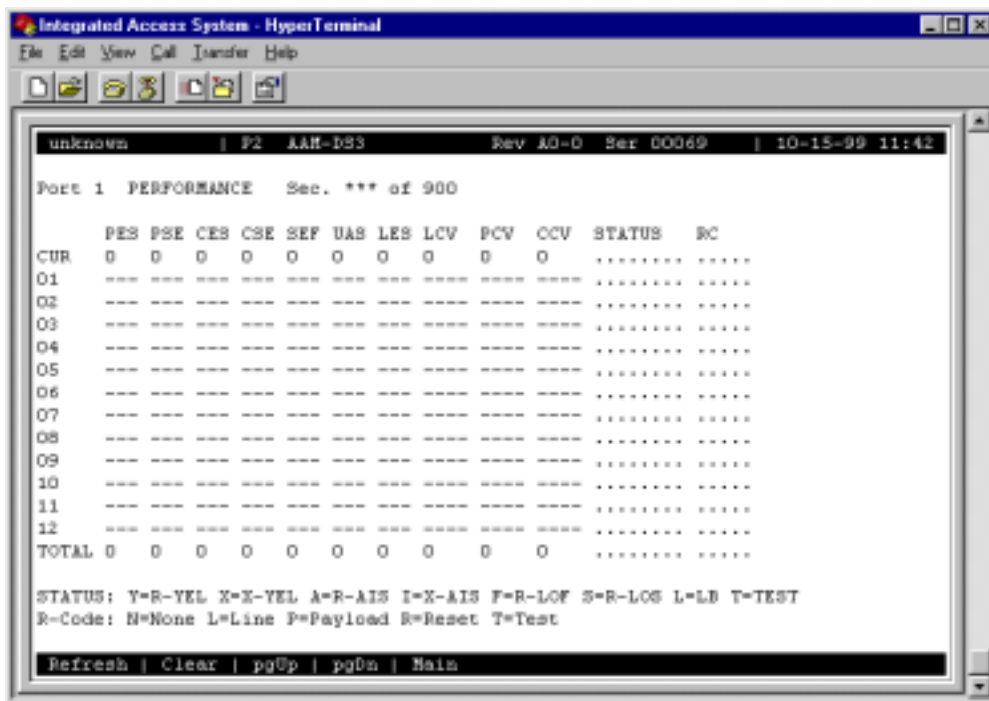 Integrated Access System - HyperTerminal
File Edit View Call Transfer Help
unknown | P2 AAM-DS3 Rev A0-0 Ser 00069 | 10-15-99 11:42
Port 1 PERFORMANCE Sec. *** of 900
PES PSE CES CSE SEF UAS LES LCV PCV CCV STATUS RC
CUR 0 0 0 0 0 0 0 0 0 0 ........ .....
01 --- --- --- --- --- --- --- ---- ---- ---- ........ .....
02 --- --- --- --- --- --- --- ---- ---- ---- ........ .....
03 --- --- --- --- --- --- --- ---- ---- ---- ........ .....
04 --- --- --- --- --- --- --- ---- ---- ---- ........ .....
05 --- --- --- --- --- --- --- ---- ---- ---- ........ .....
06 --- --- --- --- --- --- --- ---- ---- ---- ........ .....
07 --- --- --- --- --- --- --- ---- ---- ---- ........ .....
08 --- --- --- --- --- --- --- ---- ---- ---- ........ .....
09 --- --- --- --- --- --- --- ---- ---- ---- ........ .....
10 --- --- --- --- --- --- --- ---- ---- ---- ........ .....
11 --- --- --- --- --- --- --- ---- ---- ---- ........ .....
12 --- --- --- --- --- --- --- ---- ---- ---- ........ .....
TOTAL 0 0 0 0 0 0 0 0 0 0 ........ .....
STATUS: Y=R-YEL X=X-YEL A=R-AIS I=X-AIS F=R-LOF S=R-LOS L=LB T=TEST
R-Code: N=None L=Line P=Payload R=Reset T=Test
Refresh | Clear | pgUp | pgDn | Main